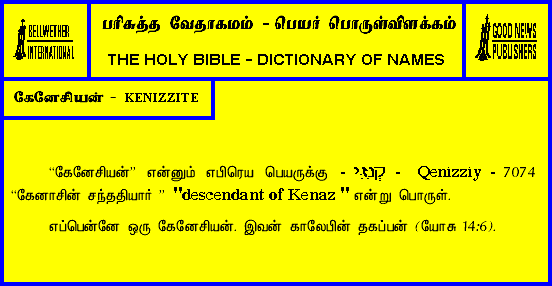 BELLWETHER
INTERNATIONAL
பரிசுத்த வேதாகமம் - பெயர் பொருள்விளக்கம்
THE HOLY BIBLE - DICTIONARY OF NAMES
GOOD NEWS
PUBLISHERS
கேனேசியன் - KENIZZITE
“கேனேசியன்” என்னும் எபிரெய பெயருக்கு - קְנִזִּי - Qenizziy - 7074
“கேனாசின் சந்ததியார் ” "descendant of Kenaz " என்று பொருள்.
எப்பென்னே ஒரு கேனேசியன். இவன் காலேபின் தகப்பன் (யோசு 14:6).